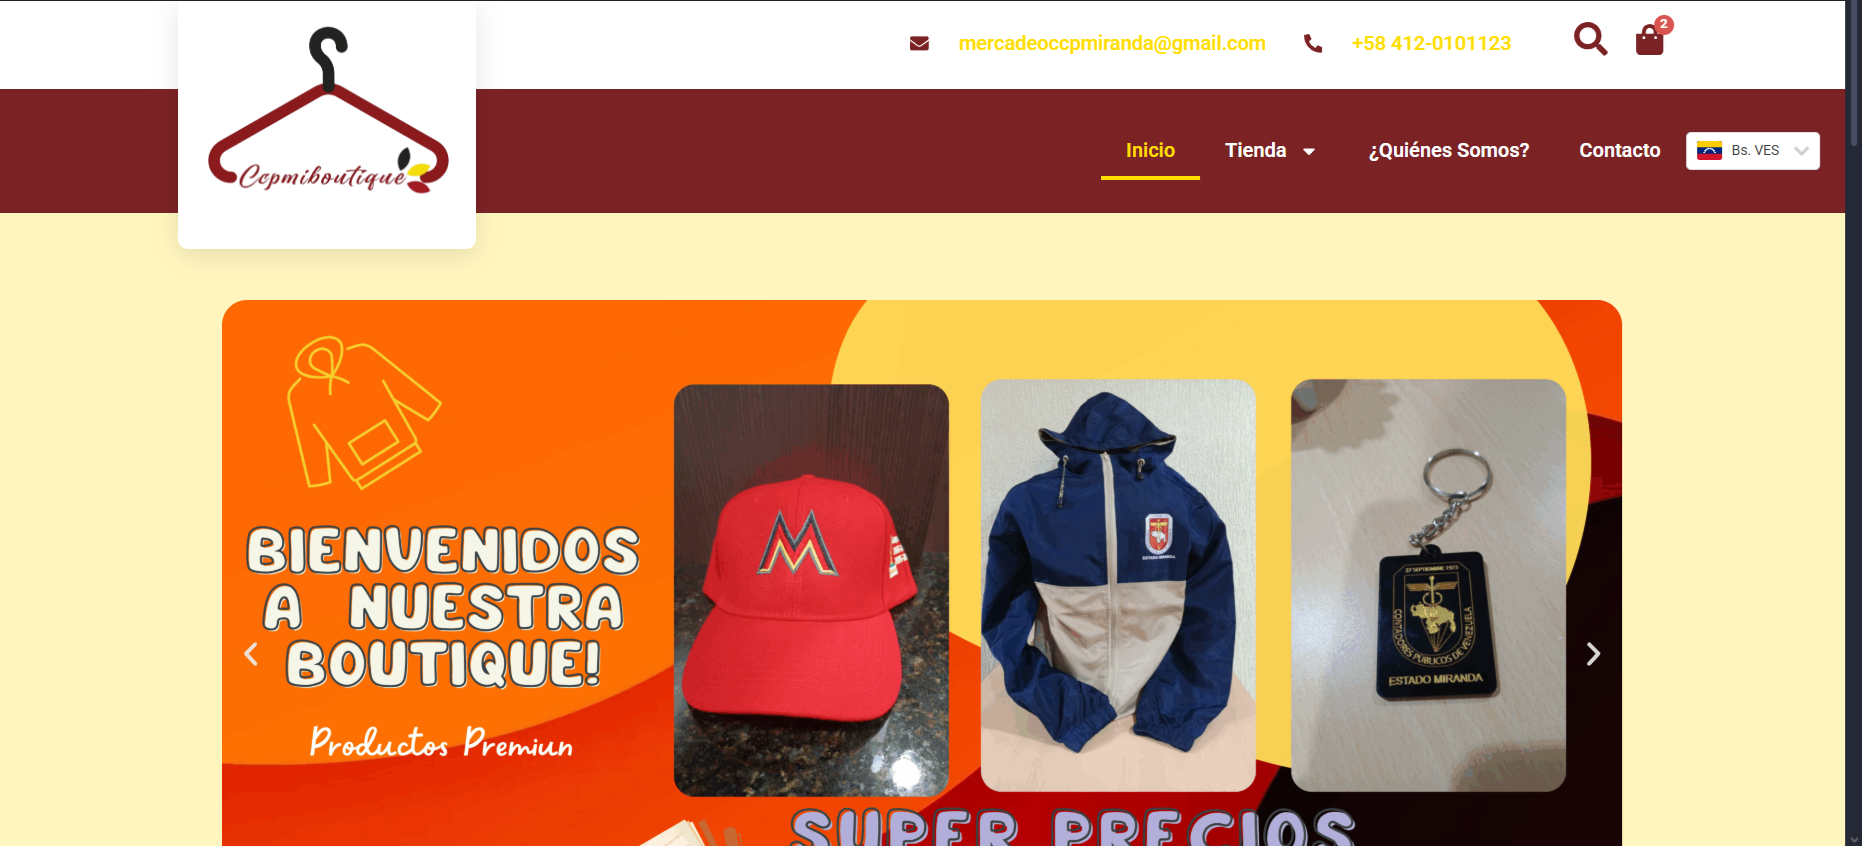 mercadeoccpmiranda@gmail.com
+58 412-0101123
2
Ccpmiboutique
Inicio
Tienda
¿Quiénes Somos?
Contacto
Bs. VES
BIENVENIDOS
A NUESTRA
BOUTIQUE!
Productos Premiun
M
ESTADO MIRANDA
27 SEPTIEMBRE 1973
CONTADORES PÚBLICOS DE VENEZUELA
ESTADO MIRANDA
SUPER PRECIOS